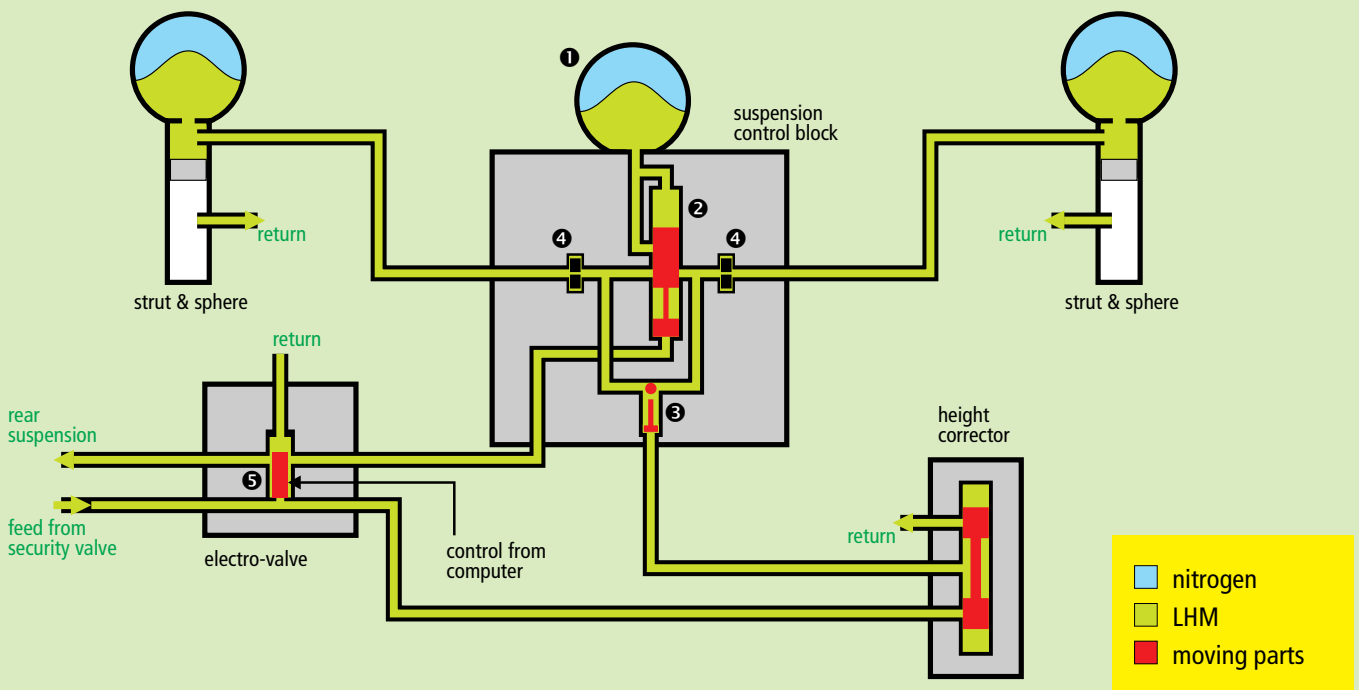 ❶
suspension
control block
❷
return
❹
❹
return
strut & sphere
strut & sphere
return
❸
rear
suspension
height
corrector
❺
feed from
security valve
return
control from
computer
electro-valve
nitrogen
LHM
moving parts